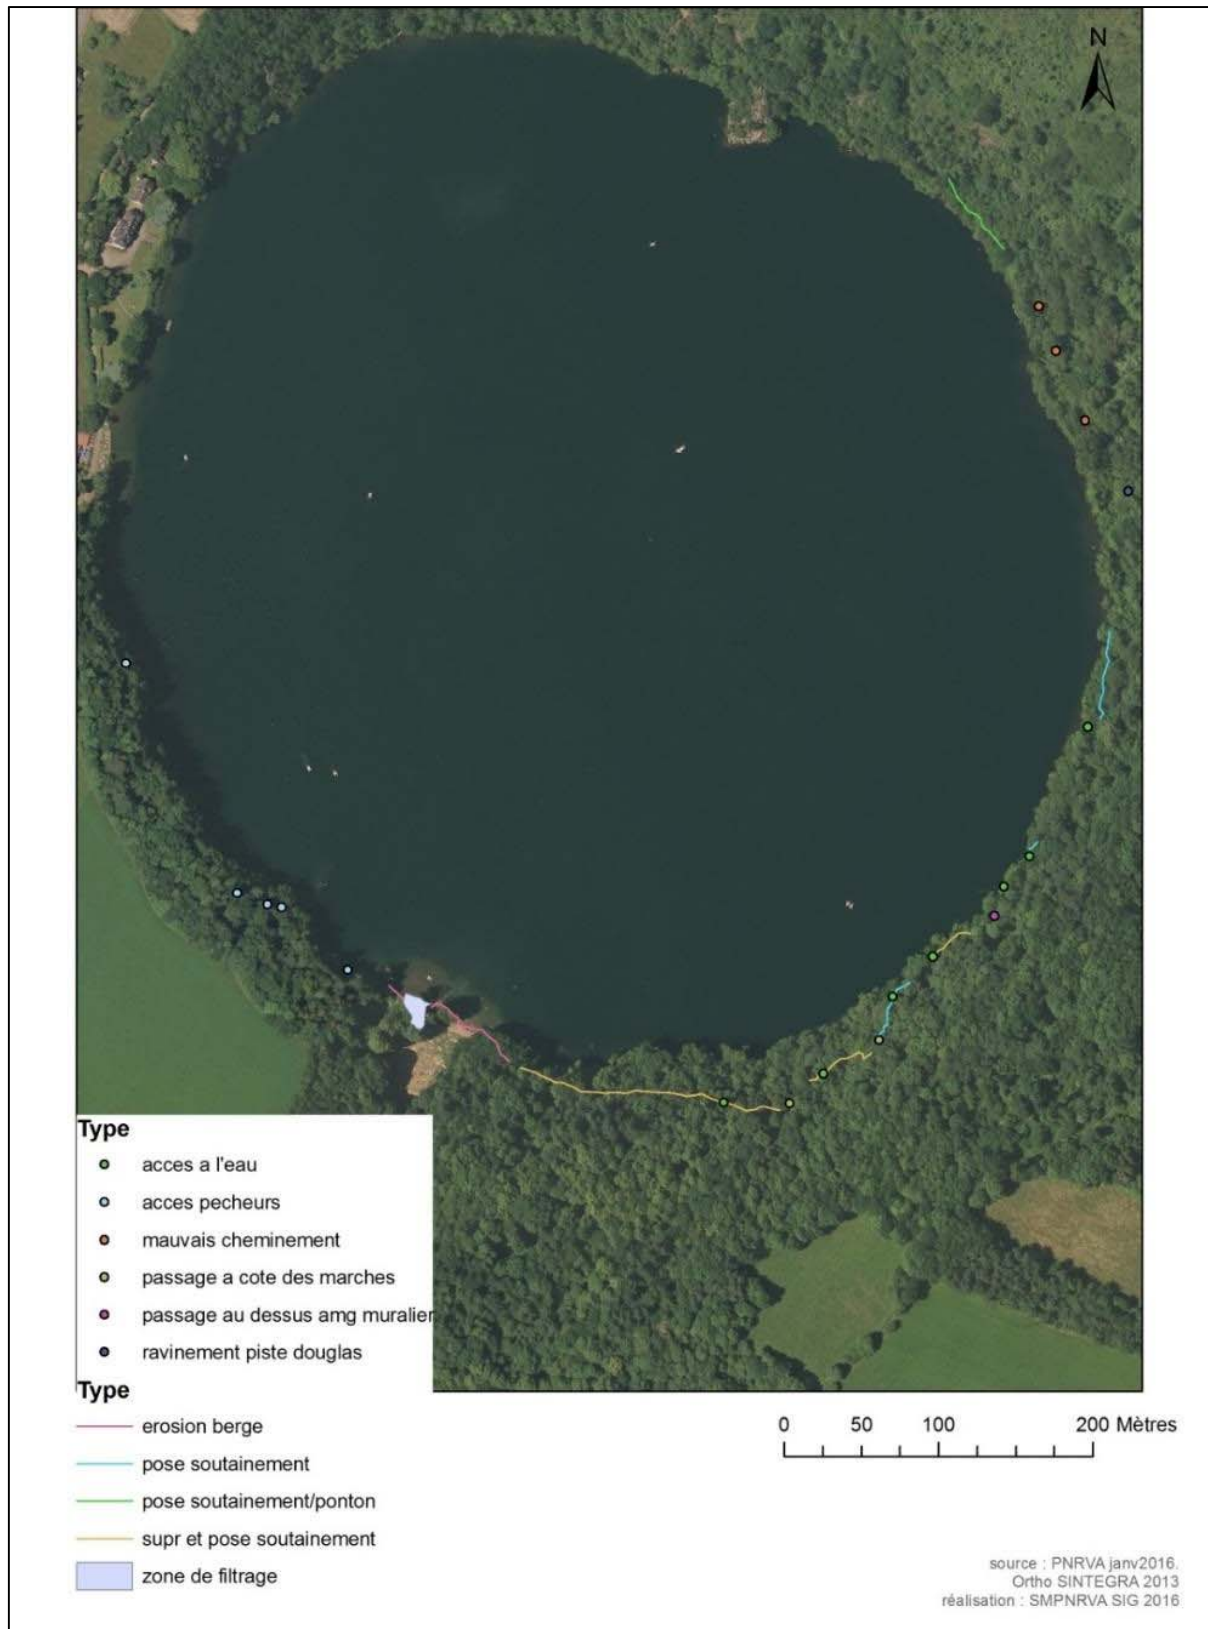 N
Type
acces a l'eau
acces pecheurs
mauvais cheminement
passage a cote des marches
passage au dessus amg muralier
ravinement piste douglas
Type
erosion berge
pose soutainement
pose soutainement/ponton
supr et pose soutainement
zone de filtrage
0 50 100 200 Mètres
source : PNRVA janv2016.
Ortho SINTEGRA 2013
réalisation : SMPNRVA SIG 2016